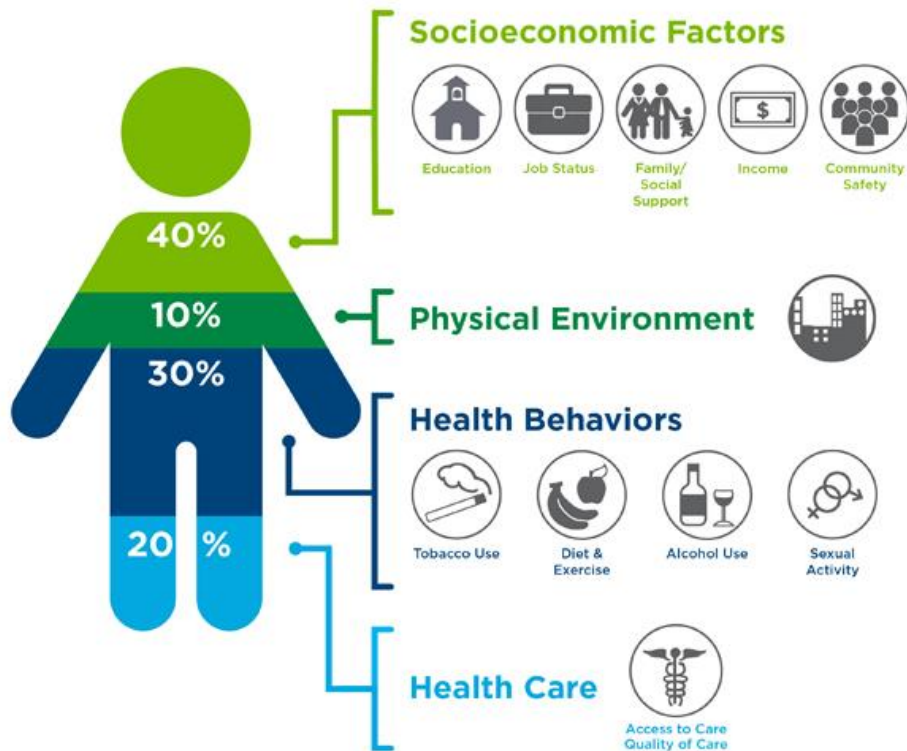 Socioeconomic Factors
$
Education
Job Status
Family/
Social
Support
Income
Community
Safety
40%
10%
Physical Environment
30%
Health Behaviors
Tobacco Use
Diet &
Exercise
Alcohol Use
Sexual
Activity
20 %
Health Care
Access to Care
Quality of Care